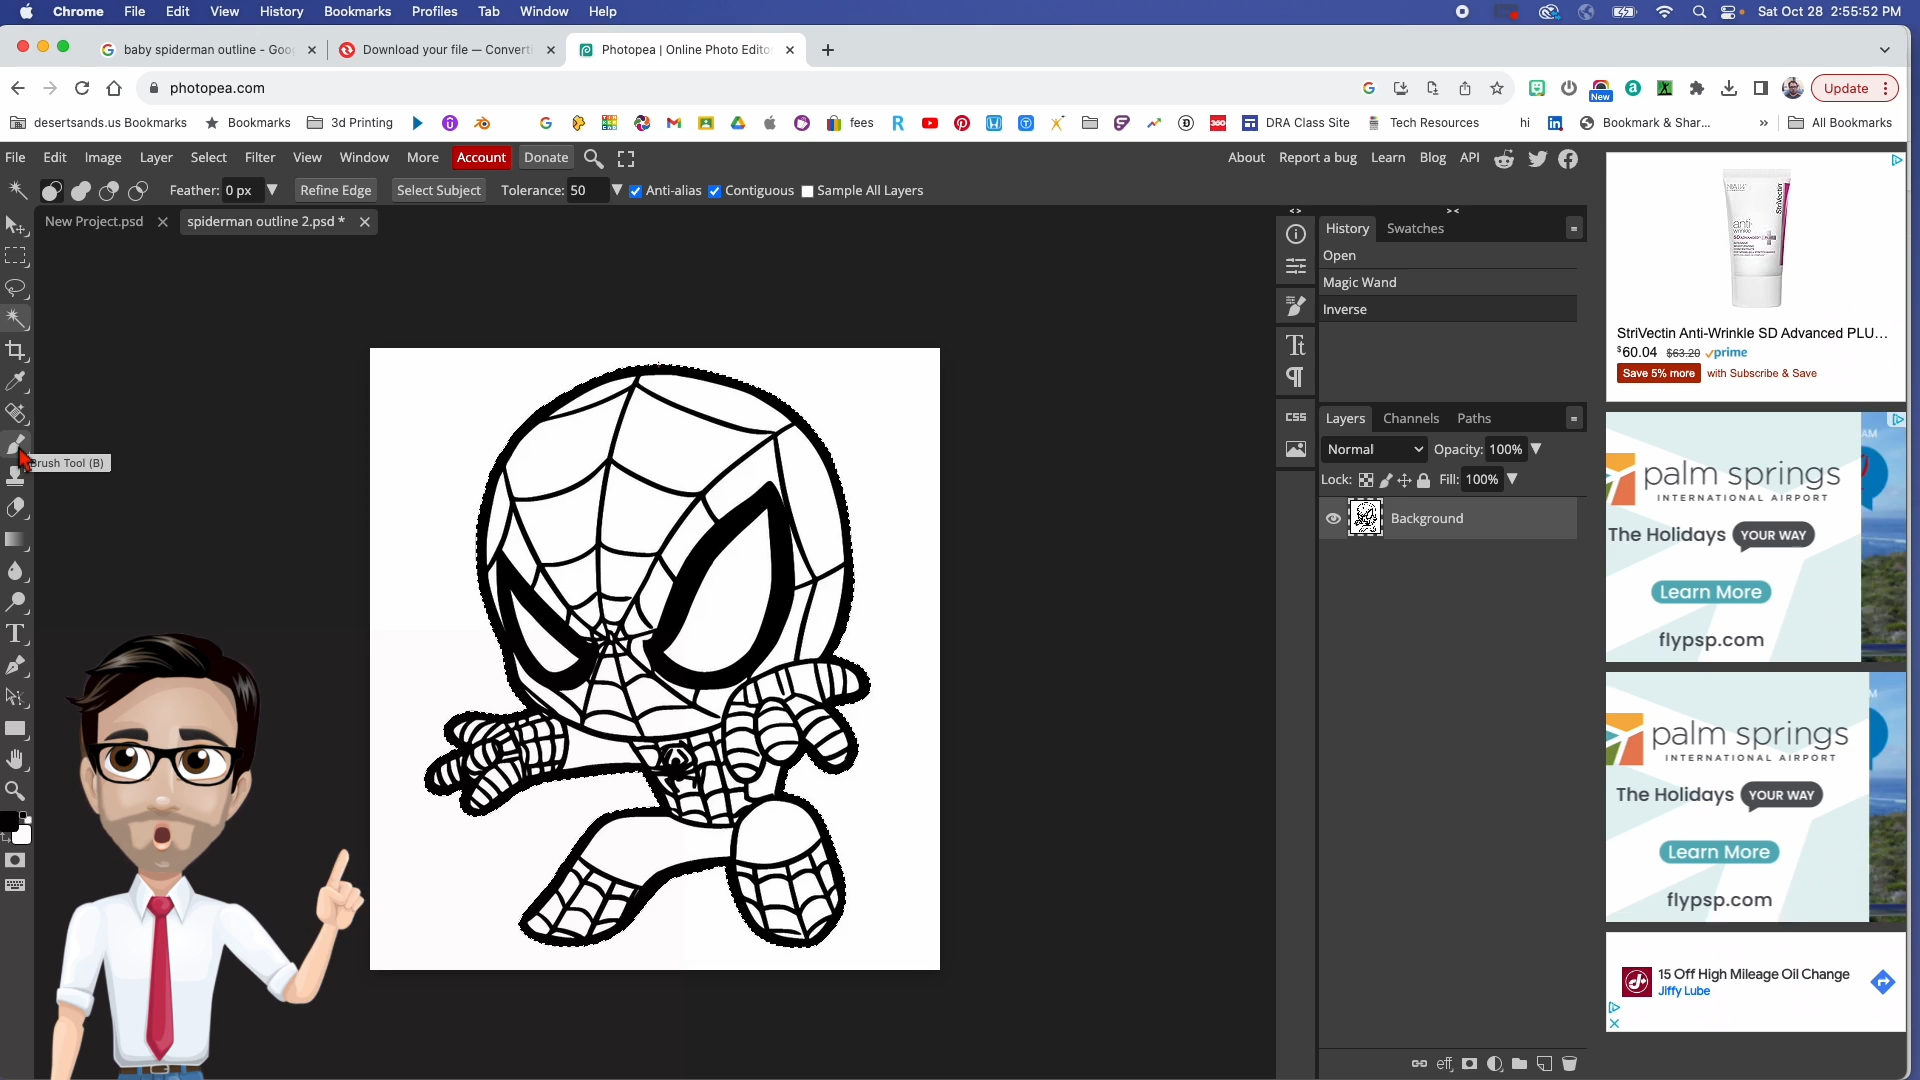 Chrome File Edit View History Bookmarks Profiles Tab Window Help Sat Oct 28 2:55:52 PM
baby spiderman outline - Goo Download your file — Converti Photopea | Online Photo Edito
photopea.com New Update
desertsands.us Bookmarks Bookmarks 3d Printing fees DRA Class Site Tech Resources hi Bookmark & Shar... » All Bookmarks
File Edit Image Layer Select Filter View Window More Account Donate About Report a bug Learn Blog API
Feather: 0 px Refine Edge Select Subject Tolerance: 50 Anti-alias Contiguous Sample All Layers
New Project.psd spiderman outline 2.psd *
History Swatches
Open
Magic Wand
Inverse
CSS
Layers Channels Paths
Normal Opacity: 100%
Lock: Fill: 100%
Background
eff
Brush Tool (B)
StriVectin Anti-Wrinkle SD Advanced PLU...
$60.04 $63.20 prime
Save 5% more with Subscribe & Save
palm springs
INTERNATIONAL AIRPORT
The Holidays YOUR WAY
Learn More
flypsp.com
palm springs
INTERNATIONAL AIRPORT
The Holidays YOUR WAY
Learn More
flypsp.com
15 Off High Mileage Oil Change
Jiffy Lube